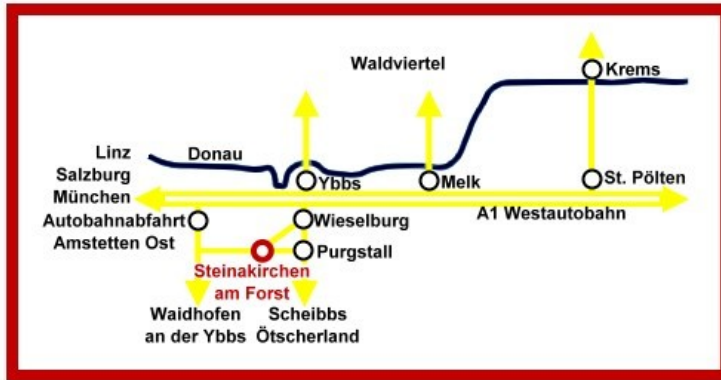 Waldviertel
Krems
Linz
Salzburg
München
Donau
Ybbs
Melk
St. Pölten
A1 Westautobahn
Autobahnabfahrt
Amstetten Ost
Wieselburg
Purgstall
Steinakirchen
am Forst
Waidhofen
an der Ybbs
Scheibbs
Ötscherland